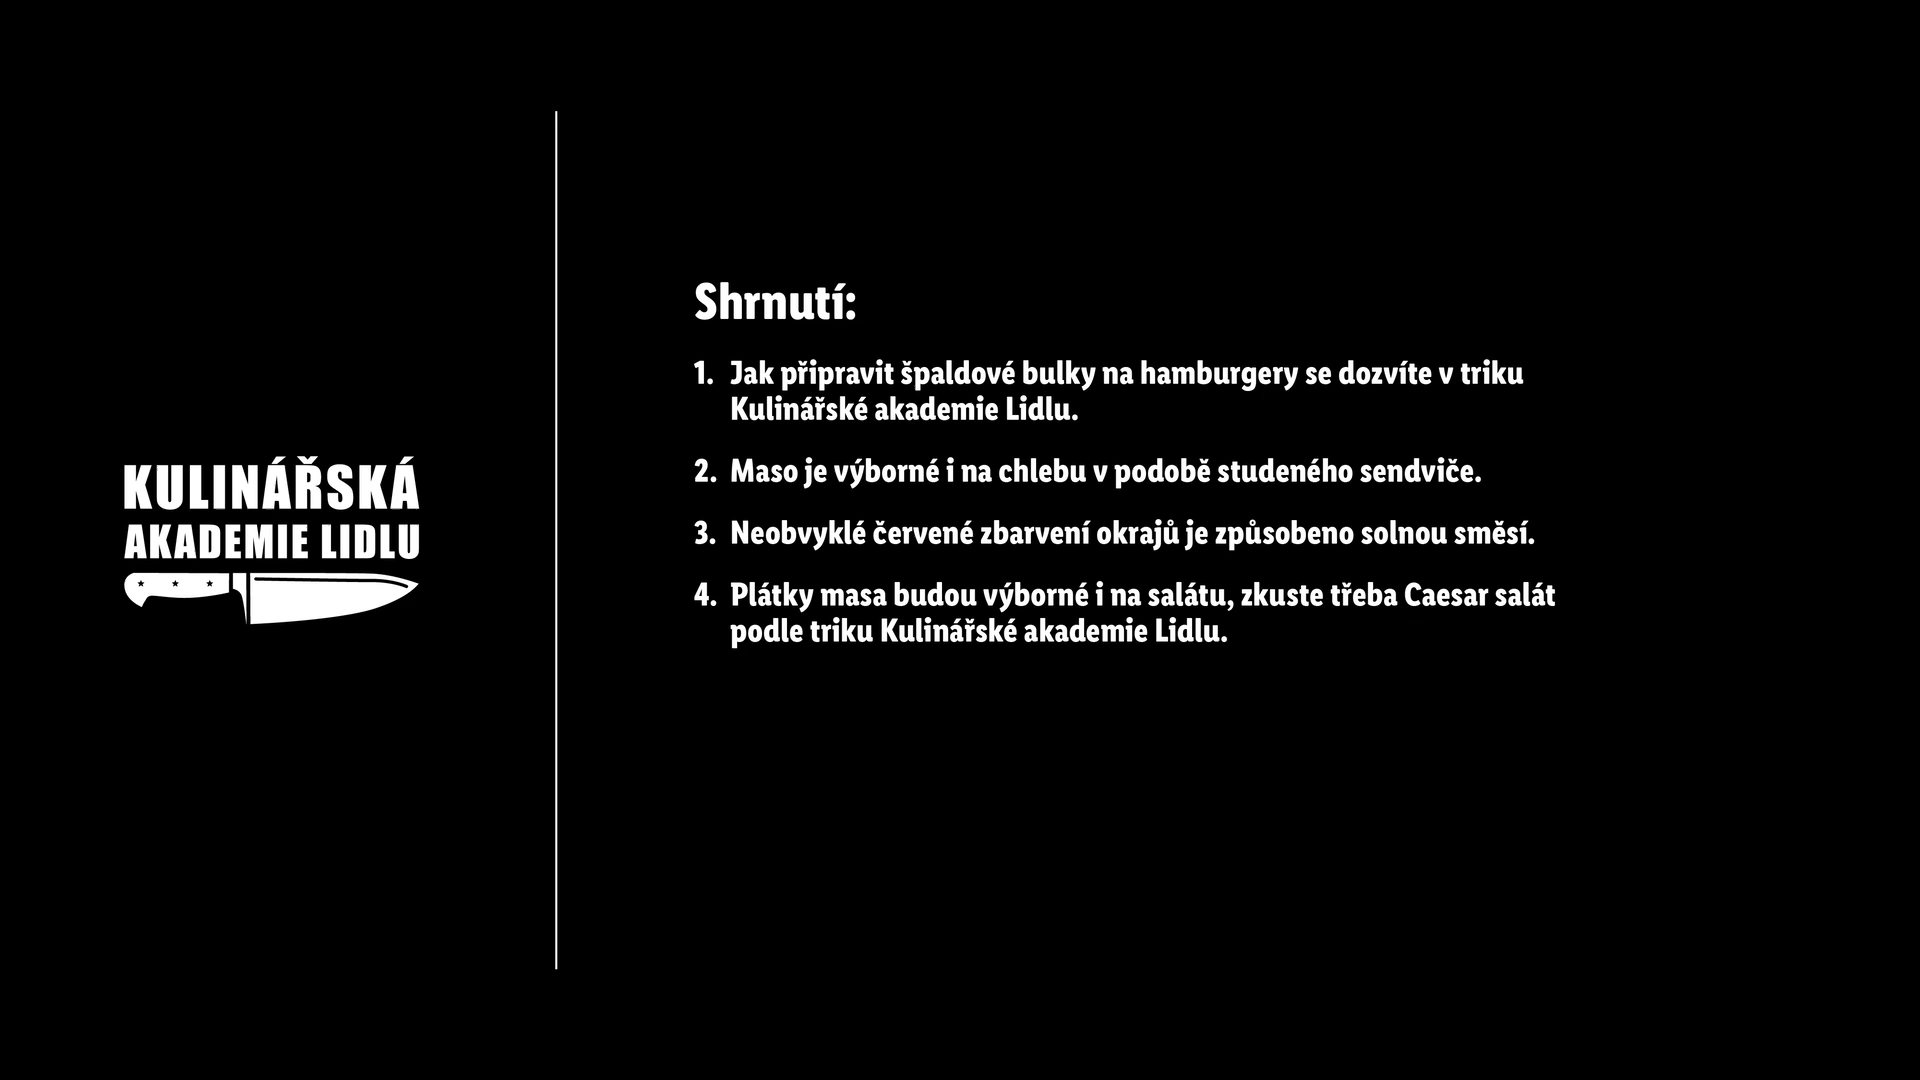 KULINÁŘSKÁ
AKADEMIE LIDLU
Shrnutí:
1. Jak připravit špaldové bulky na hamburgery se dozvíte v triku
Kulinářské akademie Lidlu.
2. Maso je výborné i na chlebu v podobě studeného sendviče.
3. Neobvyklé červené zbarvení okrajů je způsobeno solnou směsí.
4. Plátky masa budou výborné i na salátu, zkuste třeba Caesar salát
podle triku Kulinářské akademie Lidlu.